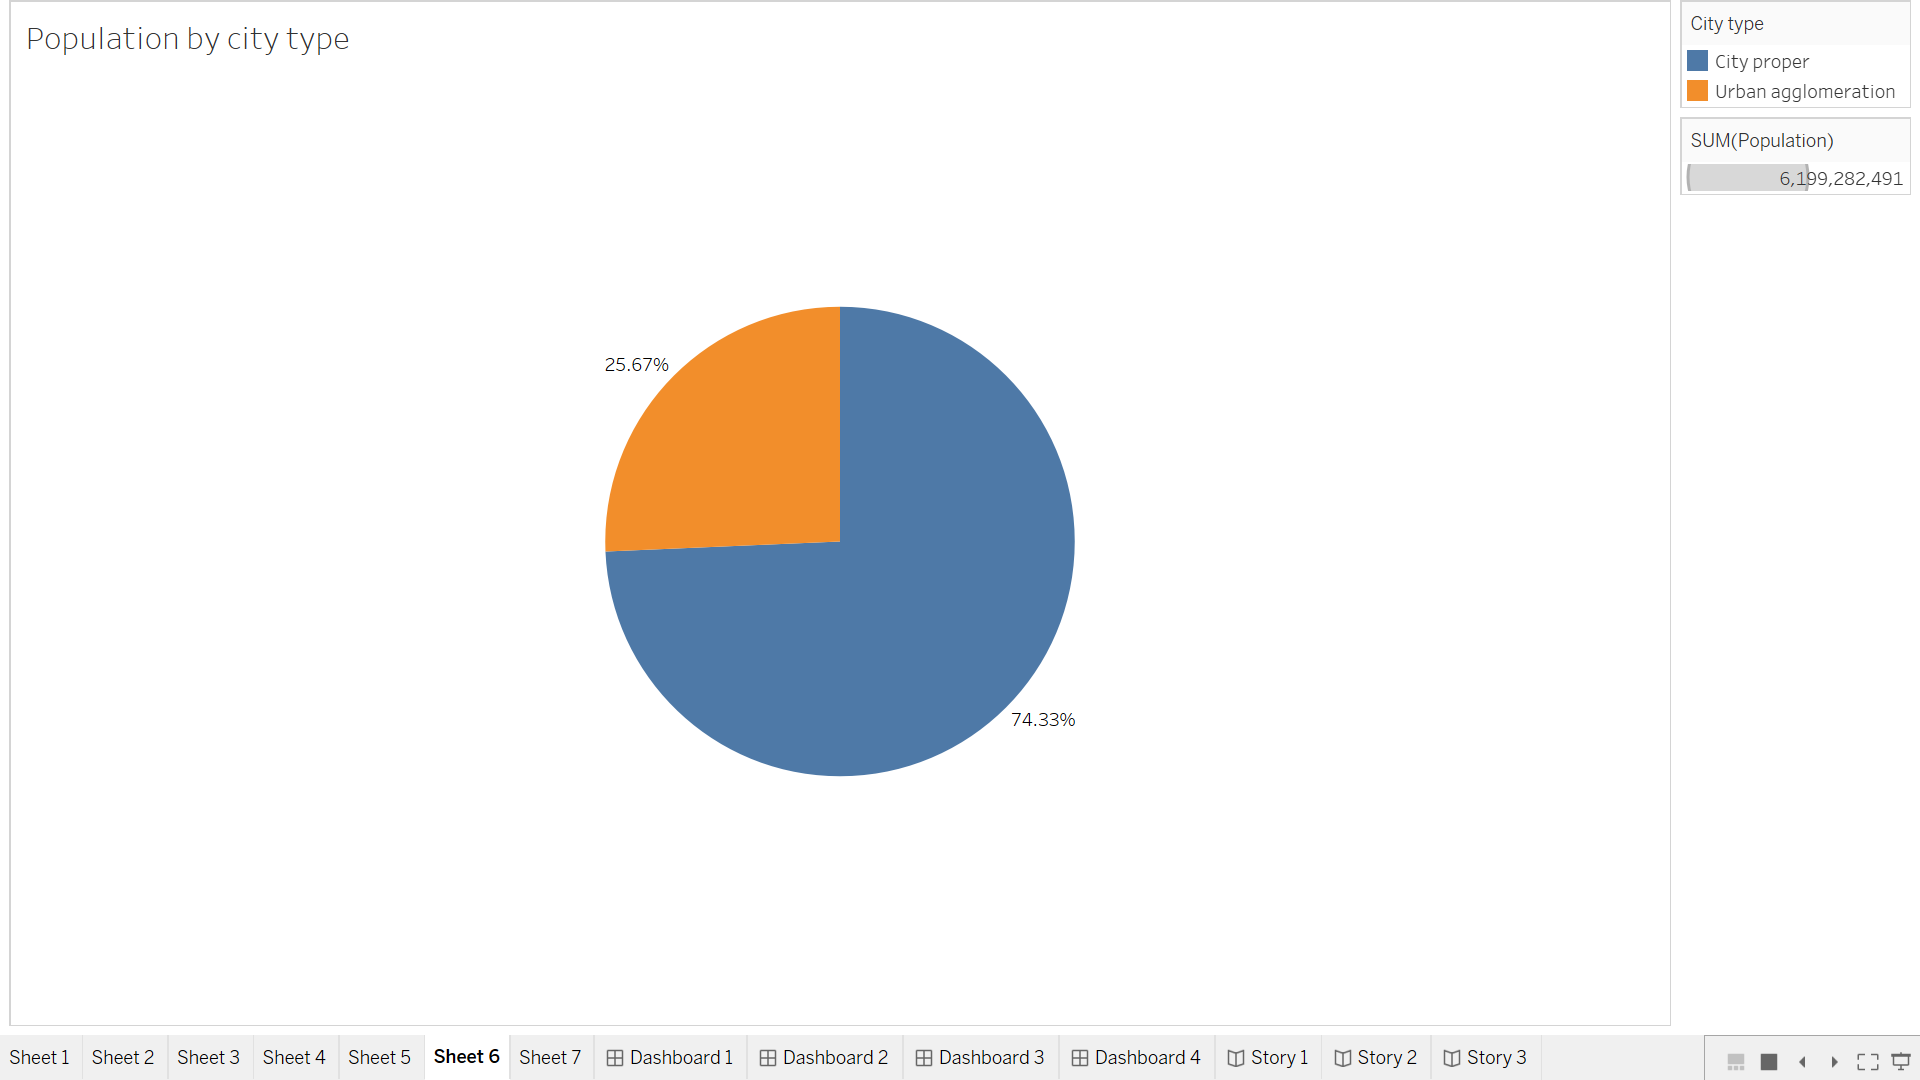 Population by city type
City type
City proper
Urban agglomeration
SUM(Population)
6,199,282,491
25.67%
74.33%
Sheet 1
Sheet 2
Sheet 3
Sheet 4
Sheet 5
Sheet 6
Sheet 7
Dashboard 1
Dashboard 2
Dashboard 3
Dashboard 4
Story 1
Story 2
Story 3